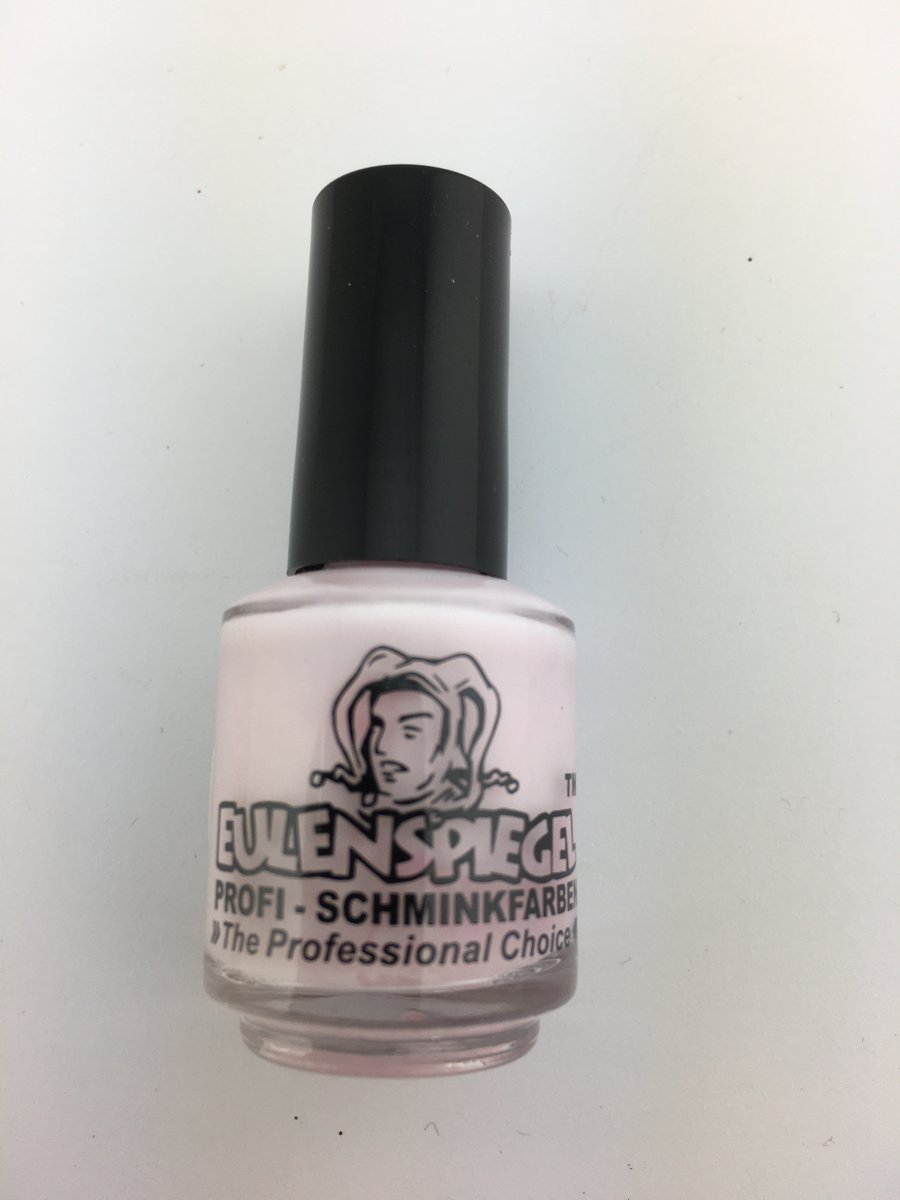 TM
EULENSPIEGEL
PROFI - SCHMINKFARBEN
»The Professional Choice«